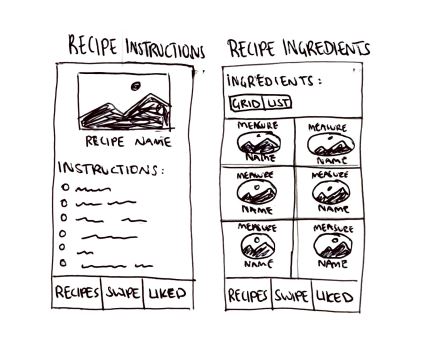 RECIPE INSTRUCTIONS
RECIPE NAME
INSTRUCTIONS:
RECIPES SWIPE LIKED
RECIPE INGREDIENTS
INGREDIENTS:
GRID LIST
MEASURE MEASURE
NAME NAME
MEASURE MEASURE
NAME NAME
MEASURE MEASURE
NAME NAME
RECIPES SWIPE LIKED